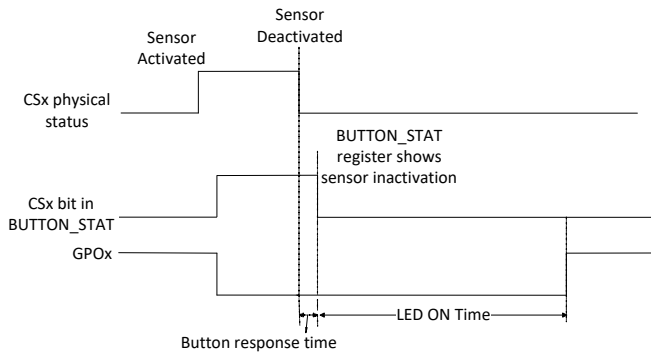 Sensor
Deactivated
Sensor
Activated
CSx physical
status
BUTTON_STAT
register shows
sensor inactivation
CSx bit in
BUTTON_STAT
GPOx
LED ON Time
Button response time